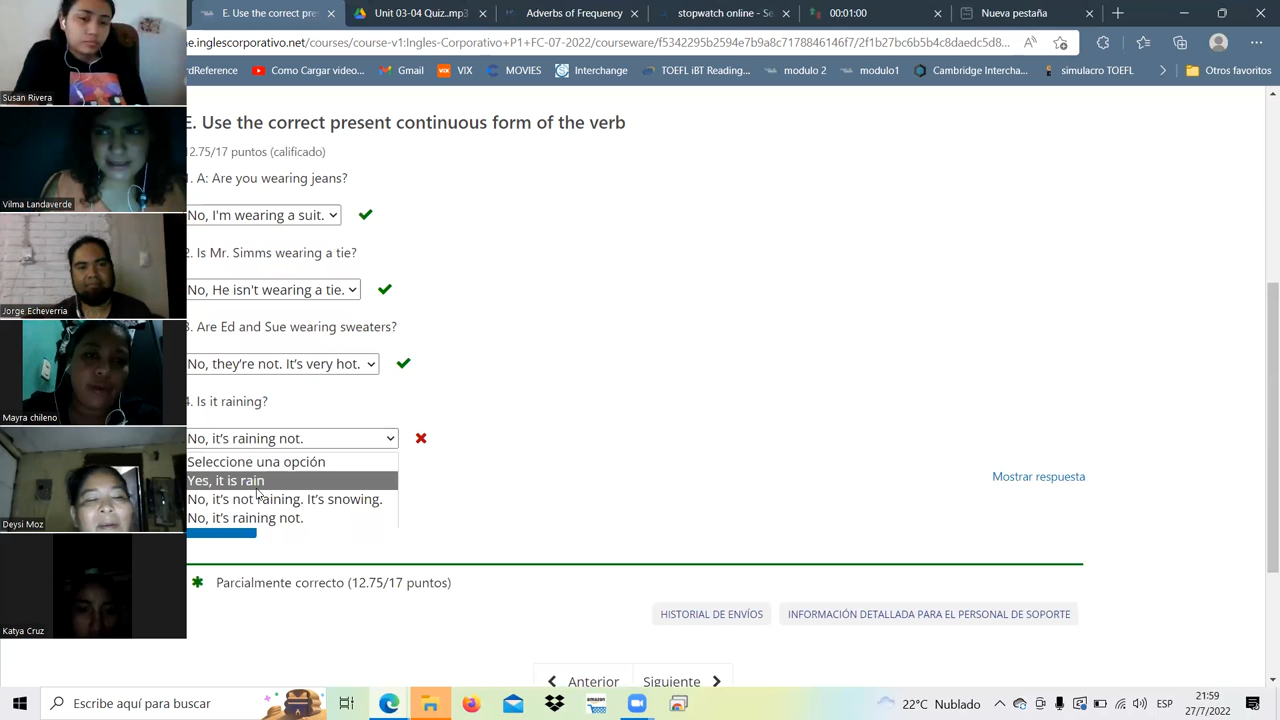 E. Use the correct pres
Unit 03-04 Quiz.mp3
Adverbs of Frequency
stopwatch online - Se
00:01:00
Nueva pestaña
e.inglescorporativo.net/courses/course-v1:Ingles-Corporativo+P1+FC-07-2022/courseware/f5342295b2594e7b9a8c7178846146f7/2f1b27bc6b5b4c8daedc5d8...
rdReference
Como Cargar video...
Gmail
VIX
MOVIES
Interchange
TOEFL iBT Reading...
modulo 2
modulo1
Cambridge Intercha...
simulacro TOEFL
Otros favoritos
Susan Rivera
Vilma Landaverde
Jorge Echeverria
Mayra chileno
Deysi Moz
Katya Cruz
E. Use the correct present continuous form of the verb
12.75/17 puntos (calificado)
1. A: Are you wearing jeans?
No, I'm wearing a suit.
2. Is Mr. Simms wearing a tie?
No, He isn't wearing a tie.
3. Are Ed and Sue wearing sweaters?
No, they're not. It's very hot.
4. Is it raining?
No, it's raining not.
Seleccione una opción
Yes, it is rain
No, it's not raining. It's snowing.
No, it's raining not.
Mostrar respuesta
Parcialmente correcto (12.75/17 puntos)
HISTORIAL DE ENVÍOS
INFORMACIÓN DETALLADA PARA EL PERSONAL DE SOPORTE
Anterior
Siguiente
Escribe aquí para buscar
amazon
22°C Nublado
ESP
21:59
27/7/2022